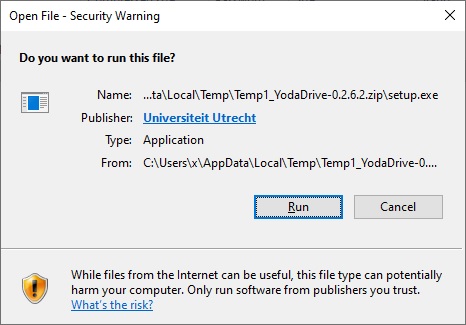 Open File - Security Warning
Do you want to run this file?
Name: ...ta\Local\Temp\Temp1_YodaDrive-0.2.6.2.zip\setup.exe
Publisher: Universiteit Utrecht
Type: Application
From: C:\Users\x\AppData\Local\Temp\Temp1_YodaDrive-0....
Run Cancel
While files from the Internet can be useful, this file type can potentially
harm your computer. Only run software from publishers you trust.
What's the risk?